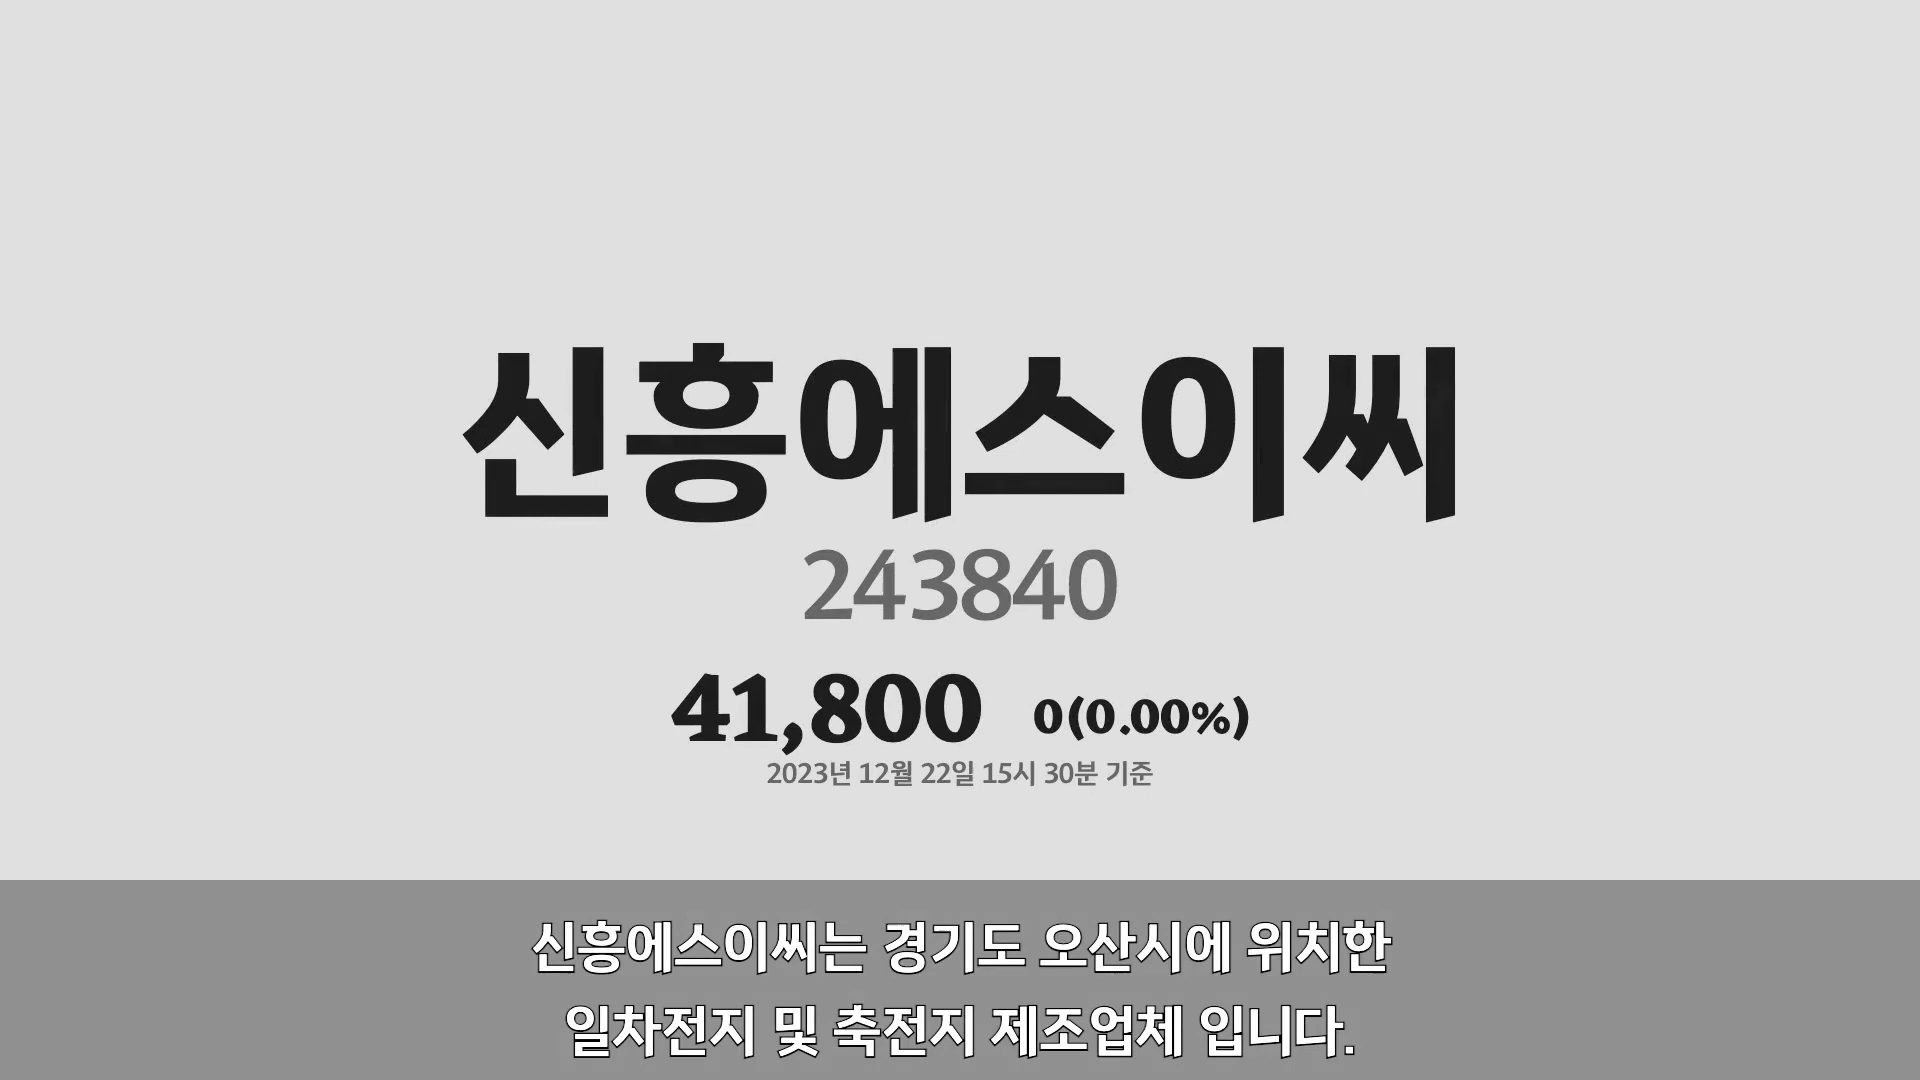 신흥에스이씨
243840
41,800 0(0.00%)
2023년 12월 22일 15시 30분 기준
신흥에스이씨는 경기도 오산시에 위치한
일차전지 및 축전지 제조업체 입니다.